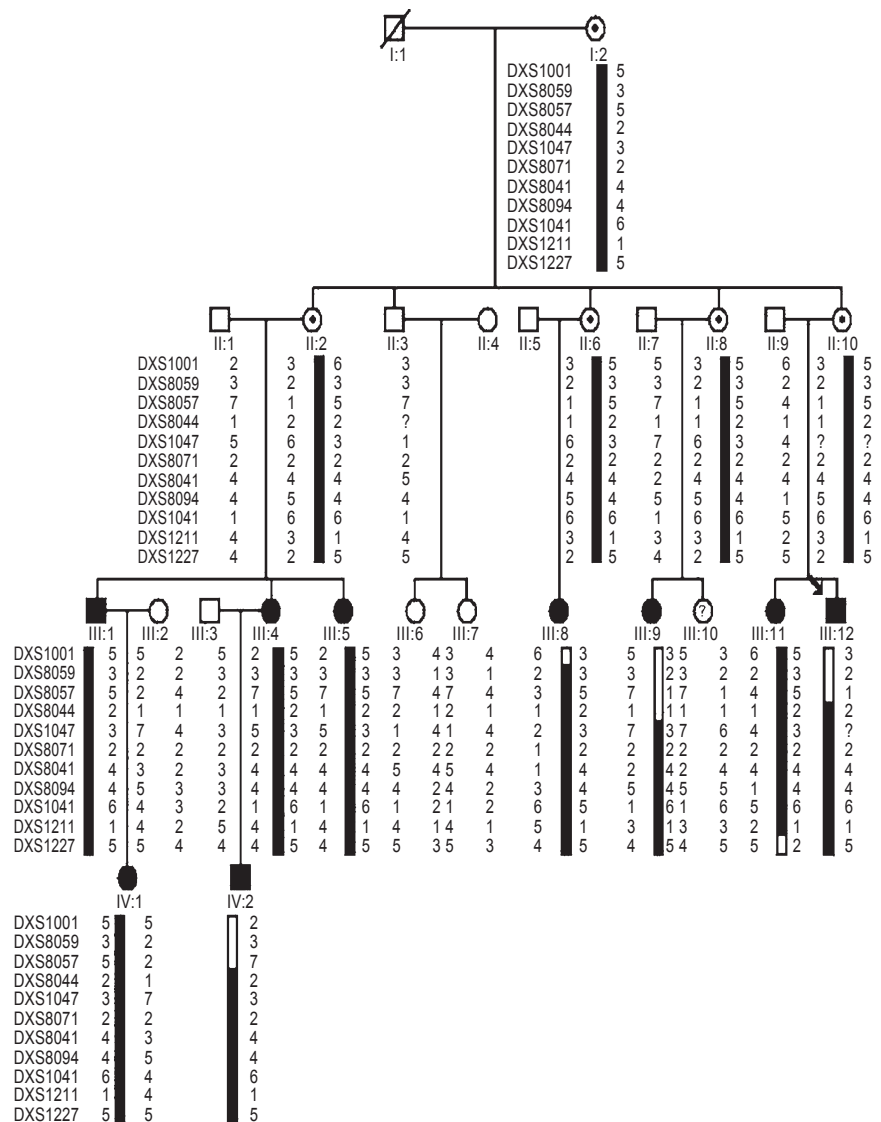 I:1 I:2
DXS1001 5
DXS8059 3
DXS8057 5
DXS8044 2
DXS1047 3
DXS8071 2
DXS8041 4
DXS8094 4
DXS1041 6
DXS1211 1
DXS1227 5
II:1 II:2 II:3 II:4 II:5 II:6 II:7 II:8 II:9 II:10
DXS1001 2 3 6 3 3 5 5 3 5 6 3 5
DXS8059 3 2 3 3 2 3 3 2 3 2 2 3
DXS8057 7 1 5 7 1 5 7 1 5 4 1 5
DXS8044 1 2 2 ? 1 2 1 1 2 1 1 2
DXS1047 5 6 3 1 6 3 7 6 3 4 ? ?
DXS8071 2 2 2 2 2 2 2 2 2 2 2 2
DXS8041 4 4 4 5 4 4 2 4 4 4 4 4
DXS8094 4 5 4 4 5 4 5 5 4 1 5 4
DXS1041 1 6 6 1 6 6 1 6 6 5 6 6
DXS1211 4 3 1 4 3 1 3 3 1 2 3 1
DXS1227 4 2 5 5 2 5 4 2 5 5 2 5
?
III:1 III:2 III:3 III:4 III:5 III:6 III:7 III:8 III:9 III:10 III:11 III:12
DXS1001 5 5 2 5 2 5 2 5 3 4 3 4 6 3 5 3 5 3 6 5 3
DXS8059 3 2 2 3 3 3 3 3 3 1 3 1 2 3 3 2 3 2 2 3 2
DXS8057 5 2 4 2 7 5 7 5 7 4 7 4 3 5 7 1 7 1 4 5 1
DXS8044 2 1 1 1 1 2 1 2 2 1 2 1 1 2 1 1 1 1 1 2 2
DXS1047 3 7 4 3 5 3 5 3 1 4 1 4 2 3 7 3 7 6 4 3 ?
DXS8071 2 2 2 2 2 2 2 2 2 2 2 2 1 2 2 2 2 2 2 2 2
DXS8041 4 3 2 3 4 4 4 4 5 4 5 4 1 4 2 4 2 4 4 4 4
DXS8094 4 5 3 3 4 4 4 4 4 2 4 2 3 4 5 4 5 5 1 4 4
DXS1041 6 4 3 2 1 6 1 6 1 2 1 2 6 5 1 6 1 6 5 6 6
DXS1211 1 4 2 5 4 1 4 1 4 1 4 1 5 1 3 1 3 3 2 1 1
DXS1227 5 5 4 4 4 5 4 5 5 3 5 3 4 5 4 5 4 5 5 2 5
IV:1 IV:2
DXS1001 5 5 2
DXS8059 3 2 3
DXS8057 5 2 7
DXS8044 2 1 2
DXS1047 3 7 3
DXS8071 2 2 2
DXS8041 4 3 4
DXS8094 4 5 4
DXS1041 6 4 6
DXS1211 1 4 1
DXS1227 5 5 5